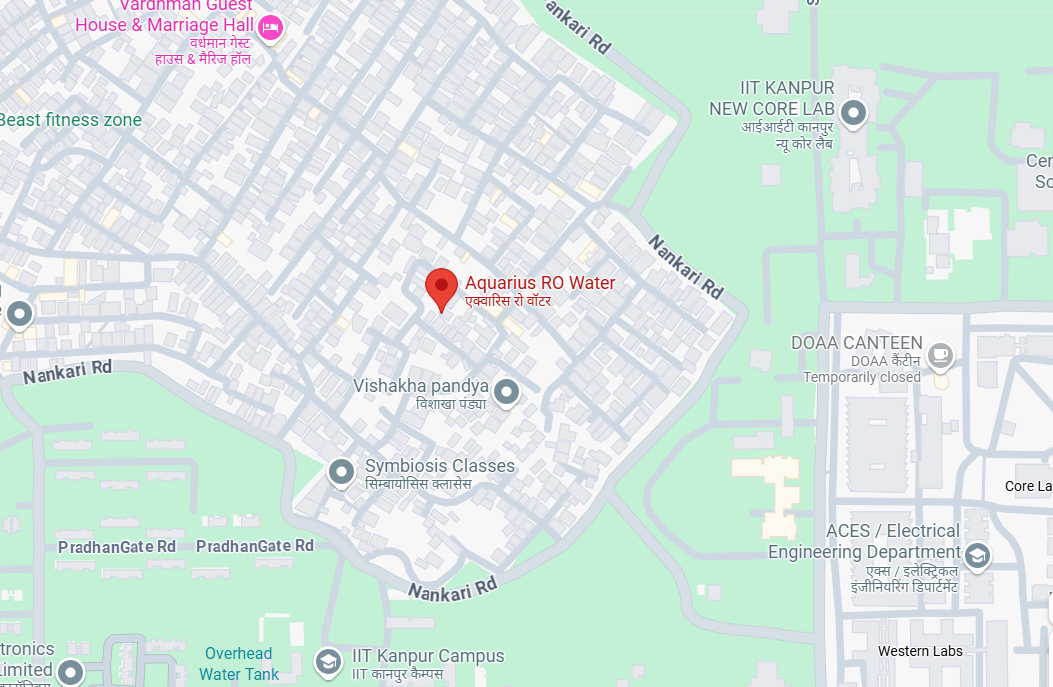 Vardhman Guest
House & Marriage Hall
वर्धमान गेस्ट
हाउस & मैरिज हॉल
Nankari Rd
Beast fitness zone
IIT KANPUR
NEW CORE LAB
आईआईटी कानपुर
न्यू कोर लैब
Cen
Sc
Nankari Rd
Aquarius RO Water
एक्वारिस रो वॉटर
DOAA CANTEEN
DOAA कैंटीन
Temporarily closed
Nankari Rd
Vishakha pandya
विशाखा पंड्या
Symbiosis Classes
सिम्बायोसिस क्लासेस
Core La
ACES / Electrical
Engineering Department
एक्स / इलेक्ट्रिकल
इंजीनियरिंग डिपार्टमेंट
PradhanGate Rd PradhanGate Rd
Nankari Rd
tronics
Limited
Overhead
Water Tank
IIT Kanpur Campus
IIT कानपुर कैम्पस
Western Labs